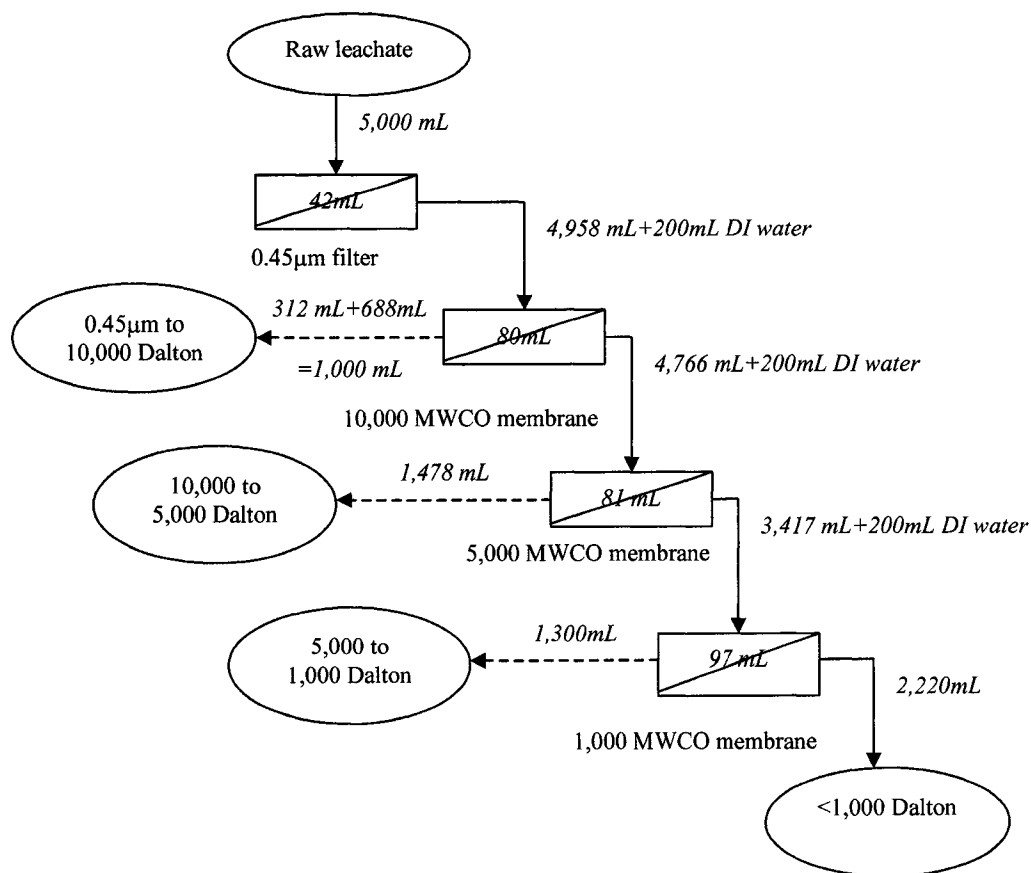 Raw leachate
5,000 mL
42mL
4,958 mL+200mL DI water
0.45µm filter
312 mL+688mL
0.45µm to
10,000 Dalton
80mL
=1,000 mL
4,766 mL+200mL DI water
10,000 MWCO membrane
1,478 mL
10,000 to
5,000 Dalton
81 mL
3,417 mL+200mL DI water
5,000 MWCO membrane
1,300mL
5,000 to
1,000 Dalton
97 mL
2,220mL
1,000 MWCO membrane
<1,000 Dalton